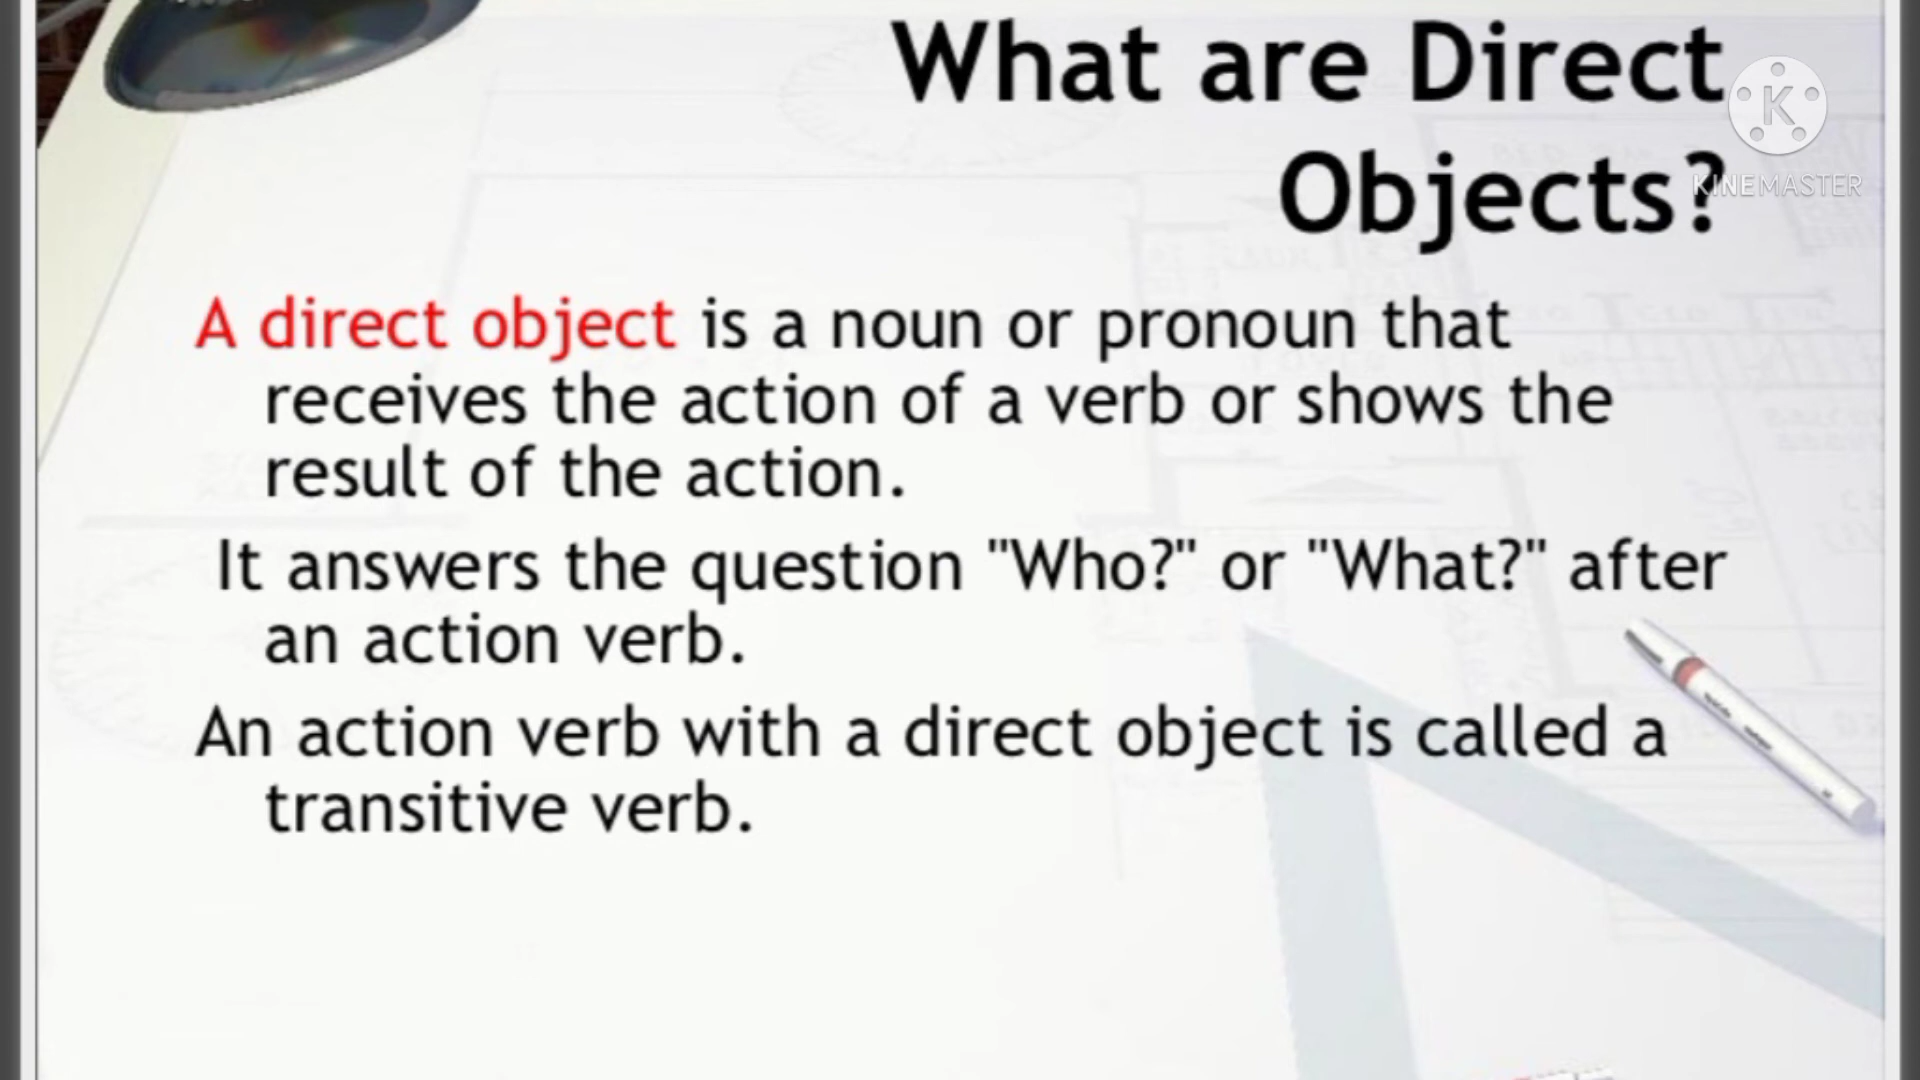 What are Direct
Objects?
K
KINEMASTER
A direct object is a noun or pronoun that
receives the action of a verb or shows the
result of the action.
It answers the question "Who?" or "What?" after
an action verb.
An action verb with a direct object is called a
transitive verb.